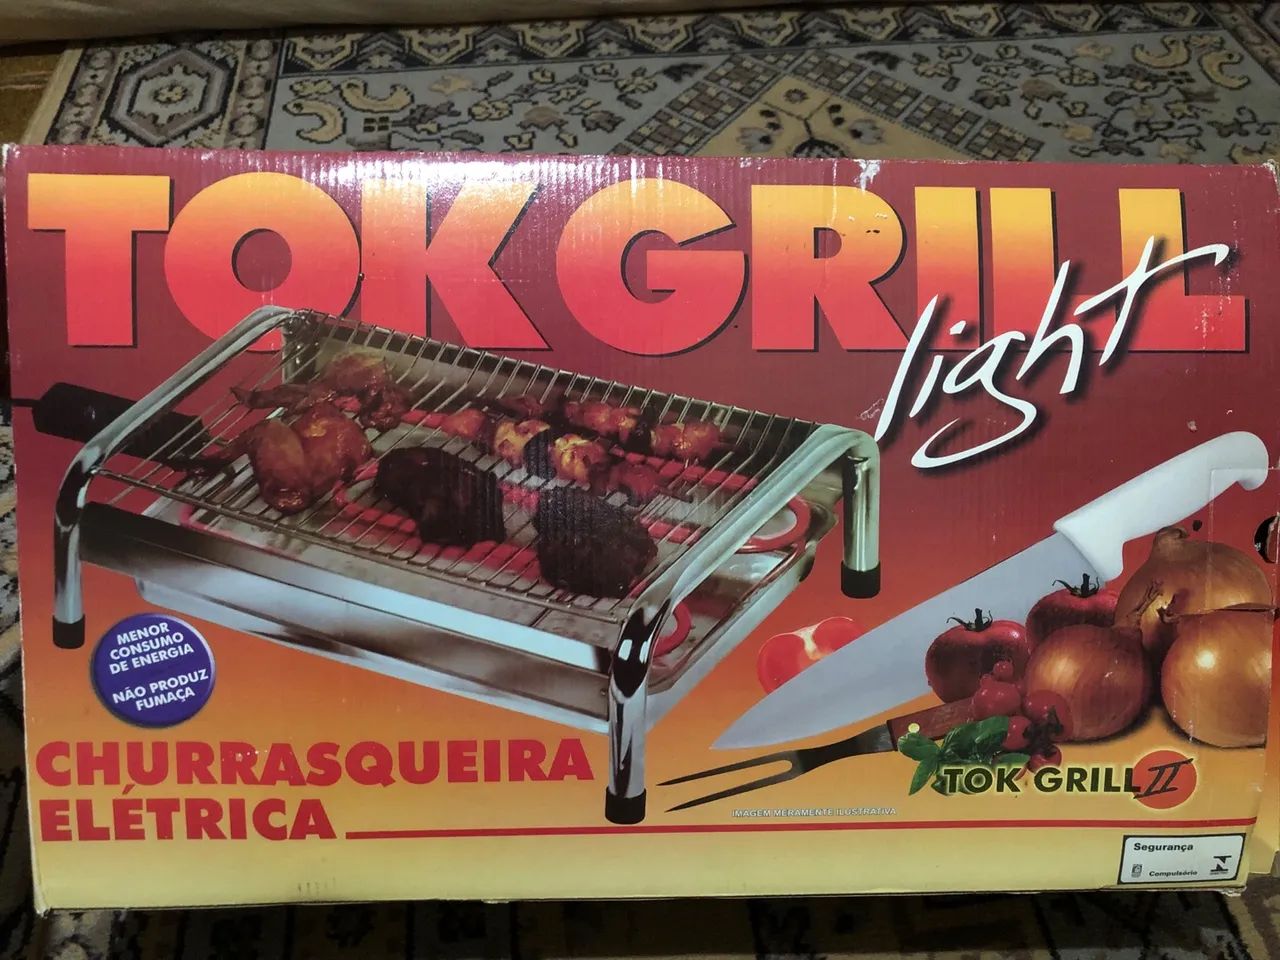 TOK GRILL
light
MENOR
CONSUMO
DE ENERGIA
NÃO PRODUZ
FUMAÇA
CHURRASQUEIRA
ELÉTRICA
TOK GRILL II
IMAGEM MERAMENTE ILUSTRATIVA
Segurança
Compulsório